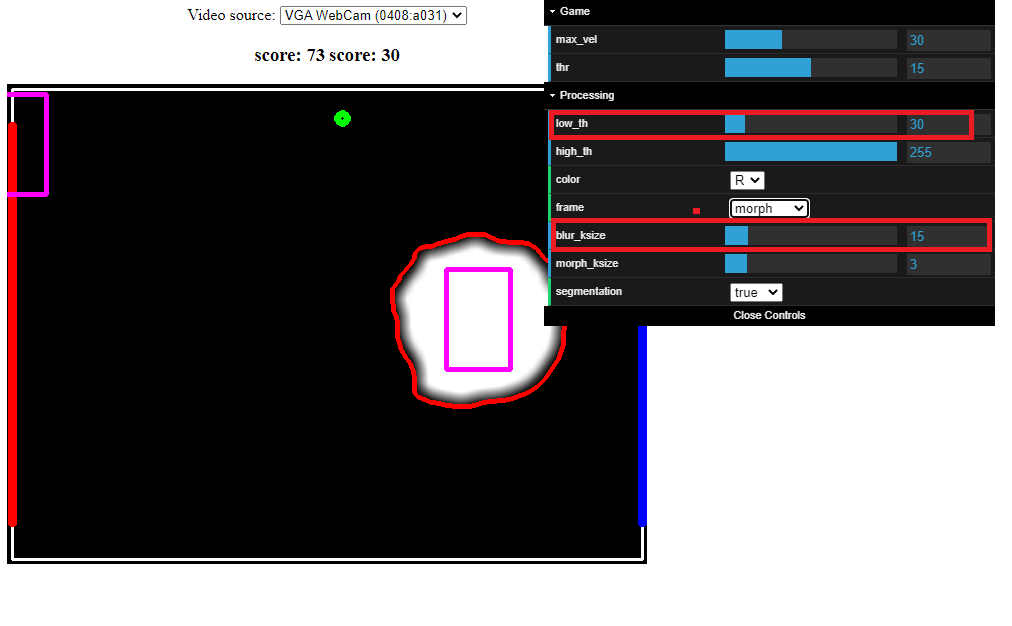 Video source: VGA WebCam (0408:a031)
score: 73 score: 30
Game
max_vel 30
thr 15
Processing
low_th 30
high_th 255
color R
frame morph
blur_ksize 15
morph_ksize 3
segmentation true
Close Controls